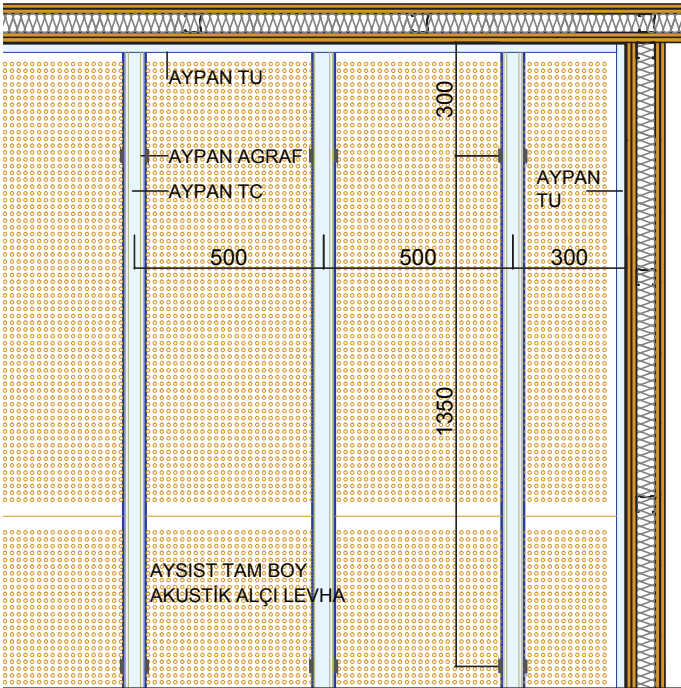 AYPAN TU
300
AYPAN AGRAF
AYPAN TC
AYPAN
TU
500
500
300
1350
AYSIST TAM BOY
AKUSTİK ALÇI LEVHA